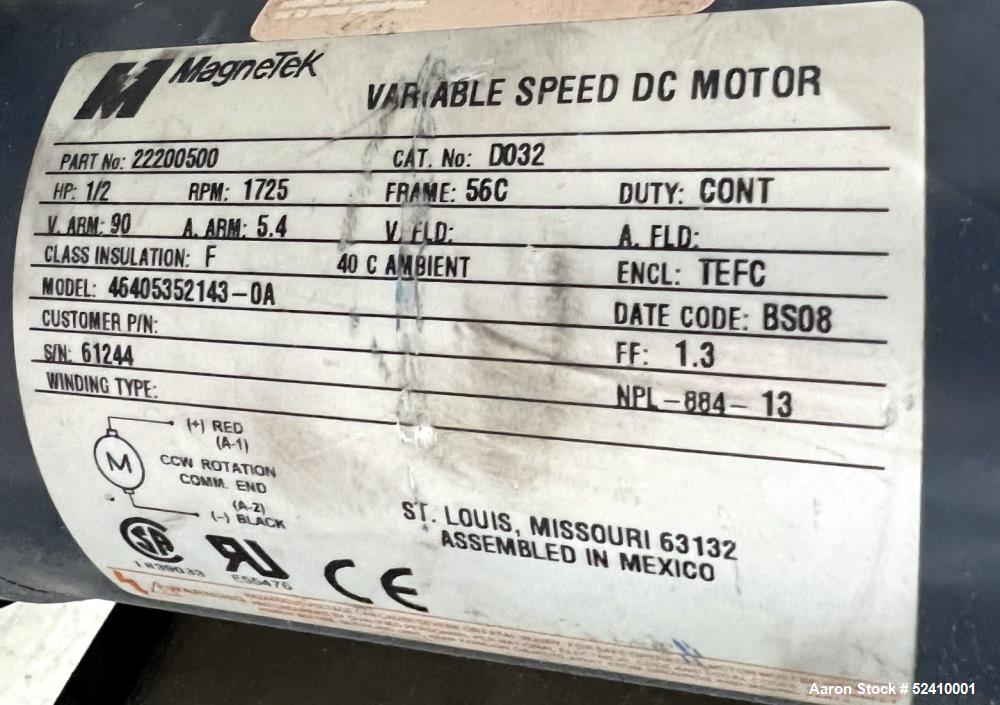 MagneTek
VARIABLE SPEED DC MOTOR
PART No: 22200500 CAT. No: D032
HP: 1/2 RPM: 1725 FRAME: 56C DUTY: CONT
V. ARM: 90 A. ARM: 5.4 V. FLD: A. FLD:
CLASS INSULATION: F 40 C AMBIENT ENCL: TEFC
MODEL: 46405352143-0A DATE CODE: BS08
CUSTOMER P/N: FF: 1.3
S/N: 61244 NPL-884-13
WINDING TYPE:
(+) RED
(A-1)
M
CCW ROTATION
COMM. END
(A-2)
(-) BLACK
ST. LOUIS, MISSOURI 63132
ASSEMBLED IN MEXICO
LR39033
E55476
CE
Aaron Stock # 52410001